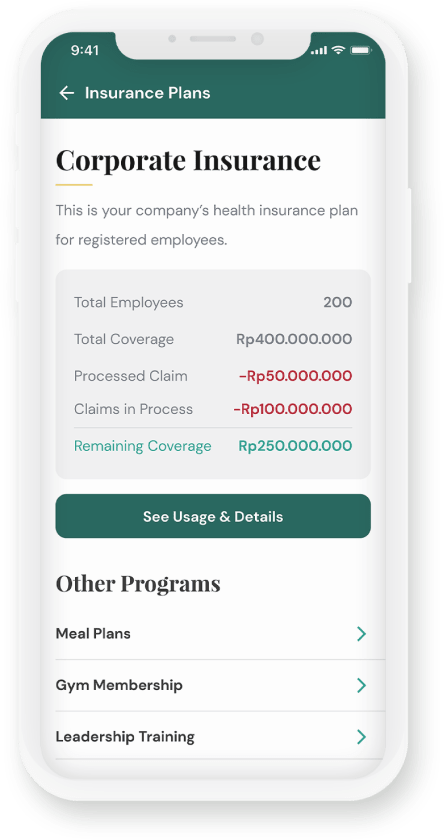 9:41
Insurance Plans
Corporate Insurance
This is your company's health insurance plan
for registered employees.
Total Employees 200
Total Coverage Rp400.000.000
Processed Claim -Rp50.000.000
Claims in Process -Rp100.000.000
Remaining Coverage Rp250.000.000
See Usage & Details
Other Programs
Meal Plans
Gym Membership
Leadership Training